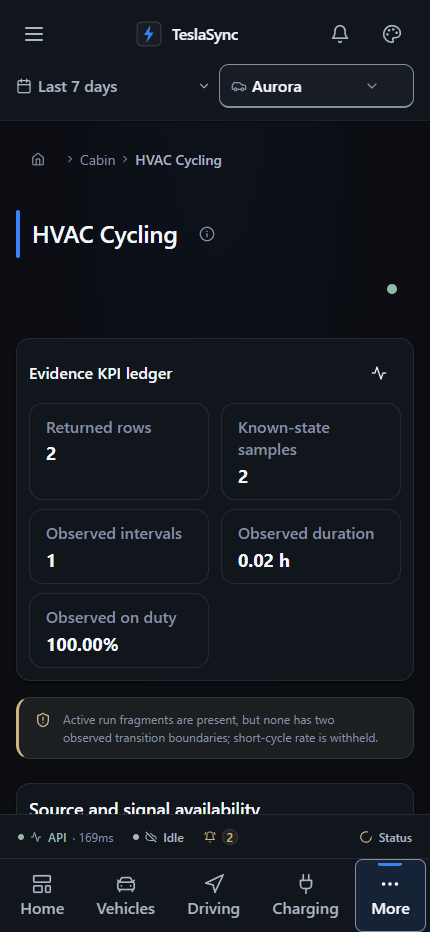 TeslaSync
Last 7 days
Aurora
Cabin
HVAC Cycling
HVAC Cycling
Evidence KPI ledger
Returned rows
2
Known-state
samples
2
Observed intervals
1
Observed duration
0.02 h
Observed on duty
100.00%
Active run fragments are present, but none has two
observed transition boundaries; short-cycle rate is withheld.
Source and signal availability
API · 169ms
Idle
2
Status
Home
Vehicles
Driving
Charging
More